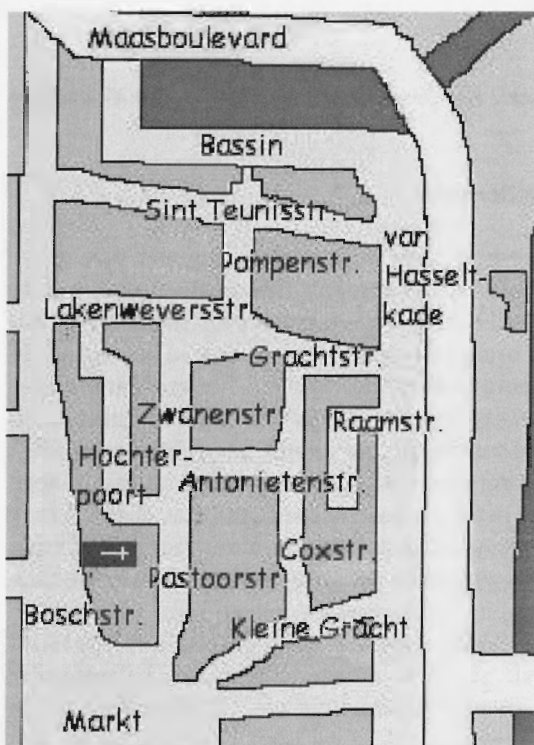 Maasboulevard
Bassin
Sint Teunisstr.
van
Hasselt-
kade
Pompenstr.
Lakenweversstr.
Grachtstr.
Zwanenstr.
Raamstr.
Hochter-
poort
Antonietenstr.
Coxstr.
Pastoorstr.
Boschstr.
Kleine Gracht
Markt